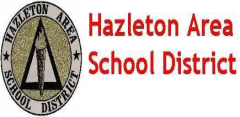 HAZLETON AREA
SCHOOL DISTRICT
Hazleton Area
School District